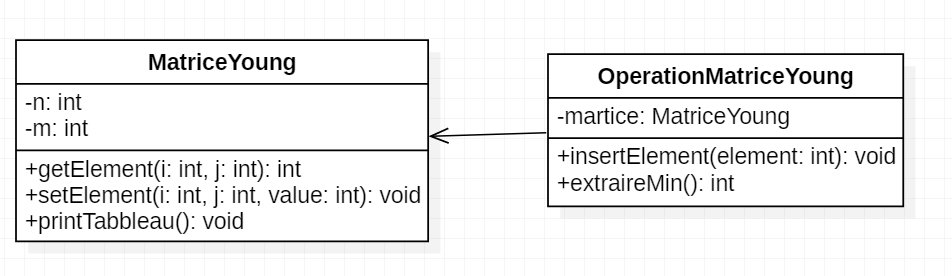 MatriceYoung
-n: int
-m: int
+getElement(i: int, j: int): int
+setElement(i: int, j: int, value: int): void
+printTabbleau(): void
OperationMatriceYoung
-martice: MatriceYoung
+insertElement(element: int): void
+extraireMin(): int